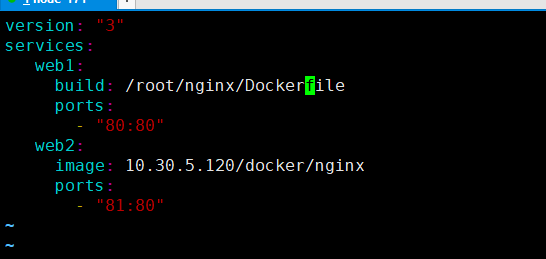 version: "3"
services:
   web1:
     build: /root/nginx/Dockerfile
     ports:
       - "80:80"
   web2:
     image: 10.30.5.120/docker/nginx
     ports:
       - "81:80"
~
~